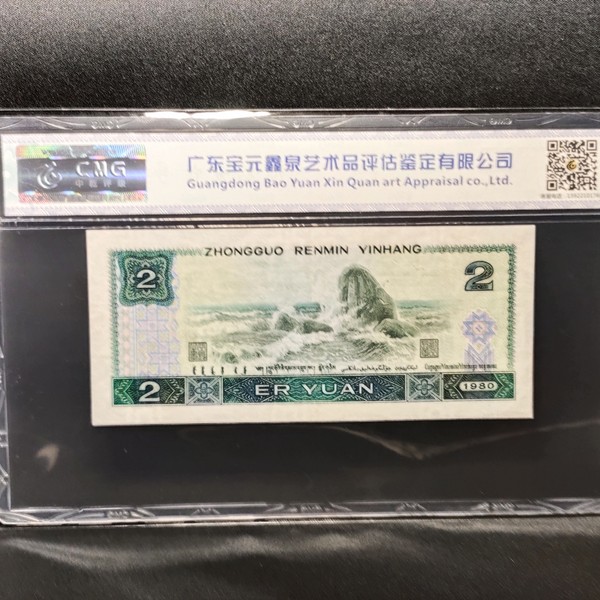 CMG
广东宝元鑫泉艺术品评估鉴定有限公司
Guangdong Bao Yuan Xin Quan art Appraisal co.,Ltd.
ZHONGGUO RENMIN YINHANG
2
2
2
ER YUAN
1980